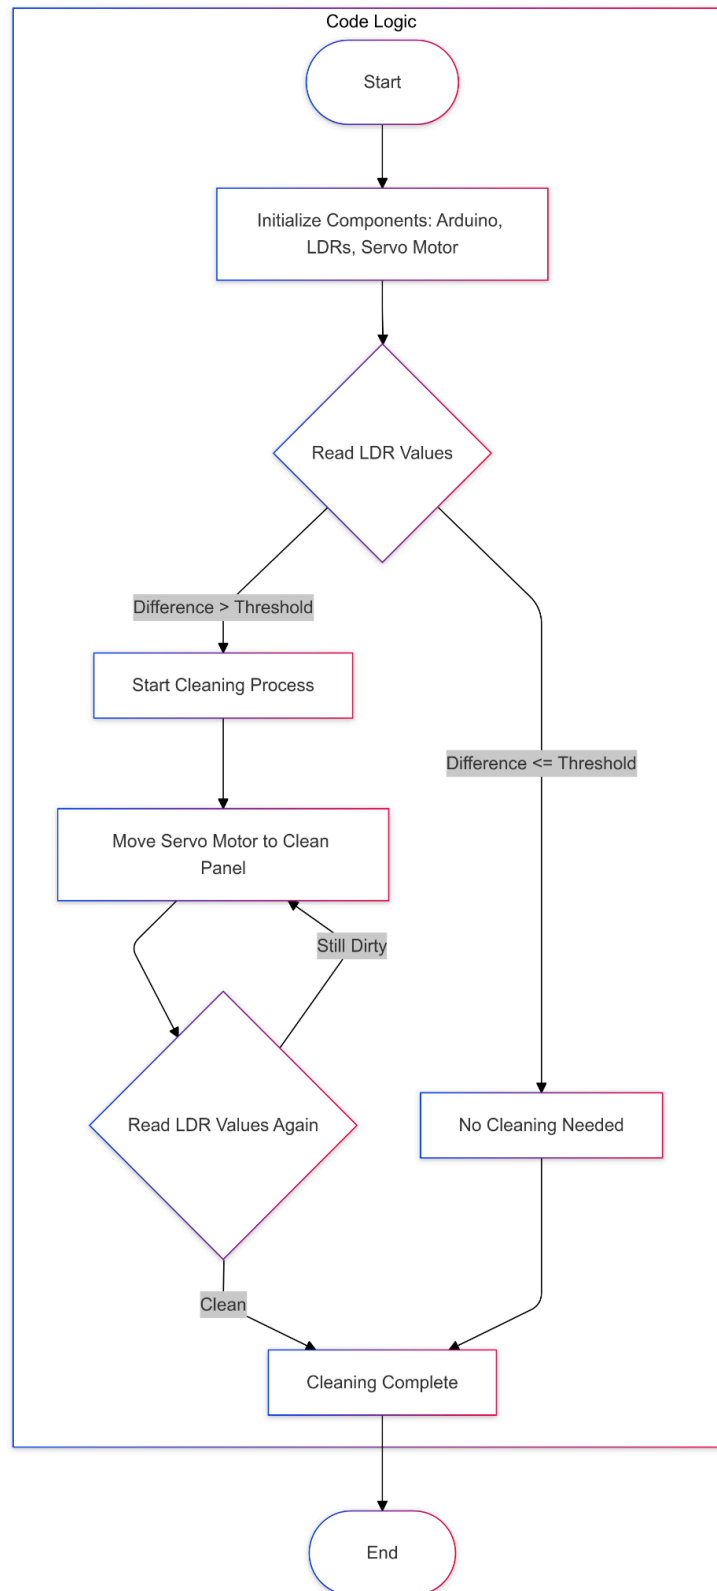 Code Logic
Start
Initialize Components: Arduino,
LDRs, Servo Motor
Read LDR Values
Difference > Threshold
Start Cleaning Process
Difference <= Threshold
Move Servo Motor to Clean
Panel
Still Dirty
Read LDR Values Again
No Cleaning Needed
Clean
Cleaning Complete
End